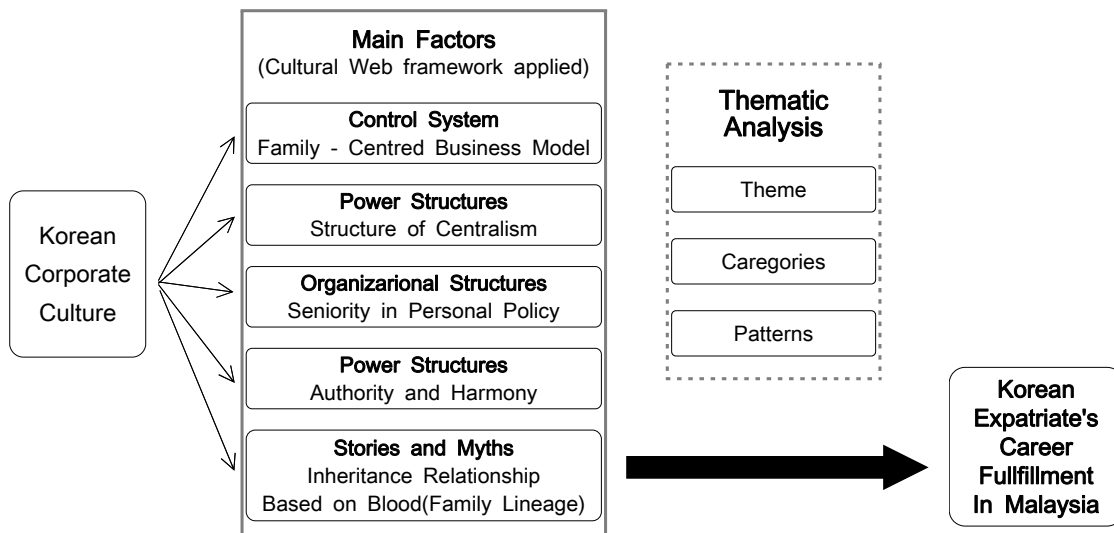 Korean
Corporate
Culture
Main Factors
(Cultural Web framework applied)
Control System
Family - Centred Business Model
Power Structures
Structure of Centralism
Organizarional Structures
Seniority in Personal Policy
Power Structures
Authority and Harmony
Stories and Myths
Inheritance Relationship
Based on Blood(Family Lineage)
Thematic
Analysis
Theme
Caregories
Patterns
Korean
Expatriate's
Career
Fullfillment
In Malaysia